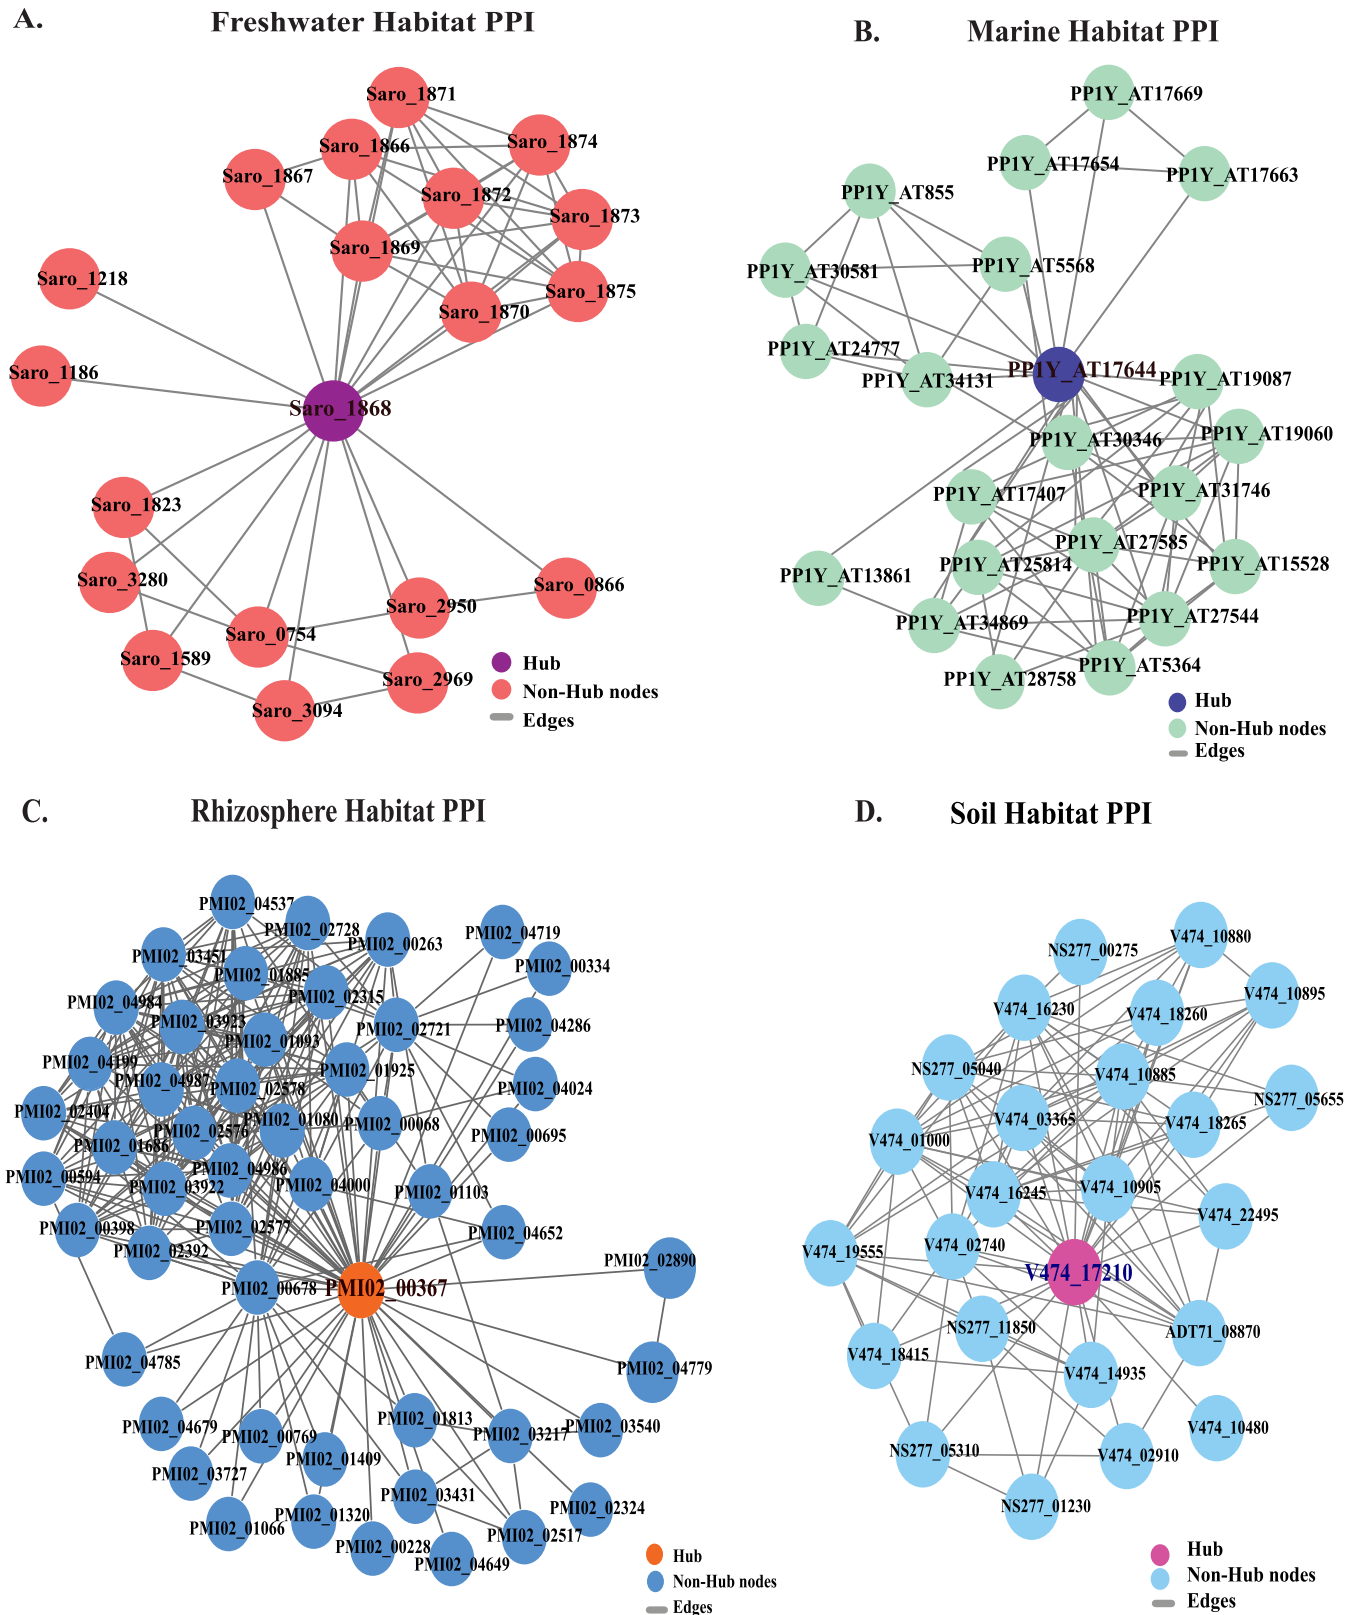 A.
Freshwater Habitat PPI
Saro_1871
Saro_1866
Saro_1874
Saro_1867
Saro_1872
Saro_1873
Saro_1869
Saro_1218
Saro_1875
Saro_1870
Saro_1186
Saro_1868
Saro_1823
Saro_3280
Saro_0866
Saro_2950
Saro_0754
Saro_1589
Saro_2969
Saro_3094
Hub
Non-Hub nodes
Edges
B.
Marine Habitat PPI
PP1Y_AT17669
PP1Y_AT17654
PP1Y_AT17663
PP1Y_AT855
PP1Y_AT30581
PP1Y_AT5568
PP1Y_AT24777
PP1Y_AT34131
PP1Y_AT17644
PP1Y_AT19087
PP1Y_AT30346
PP1Y_AT19060
PP1Y_AT17407
PP1Y_AT31746
PP1Y_AT27585
PP1Y_AT25814
PP1Y_AT15528
PP1Y_AT13861
PP1Y_AT34869
PP1Y_AT27544
PP1Y_AT28758
PP1Y_AT5364
Hub
Non-Hub nodes
Edges
C.
Rhizosphere Habitat PPI
PMI02_04537
PMI02_02728
PMI02_00263
PMI02_04719
PMI02_03451
PMI02_01885
PMI02_00334
PMI02_02315
PMI02_04984
PMI02_03923
PMI02_02721
PMI02_04286
PMI02_01093
PMI02_04199
PMI02_04987
PMI02_01925
PMI02_02578
PMI02_04024
PMI02_02404
PMI02_01080
PMI02_00068
PMI02_02576
PMI02_00695
PMI02_01686
PMI02_04986
PMI02_00594
PMI02_03922
PMI02_04000
PMI02_01103
PMI02_00398
PMI02_02577
PMI02_04652
PMI02_02392
PMI02_02890
PMI02_00678
PMI02_00367
PMI02_04785
PMI02_04779
PMI02_04679
PMI02_00769
PMI02_01813
PMI02_03217
PMI02_03540
PMI02_03727
PMI02_01409
PMI02_03431
PMI02_01066
PMI02_01320
PMI02_02324
PMI02_00228
PMI02_02517
PMI02_04649
Hub
Non-Hub nodes
Edges
D.
Soil Habitat PPI
V474_10880
NS277_00275
V474_10895
V474_16230
V474_18260
NS277_05040
V474_10885
NS277_05655
V474_03365
V474_18265
V474_01000
V474_16245
V474_10905
V474_22495
V474_02740
V474_19555
V474_17210
NS277_11850
ADT71_08870
V474_18415
V474_14935
V474_10480
NS277_05310
V474_02910
NS277_01230
Hub
Non-Hub nodes
Edges